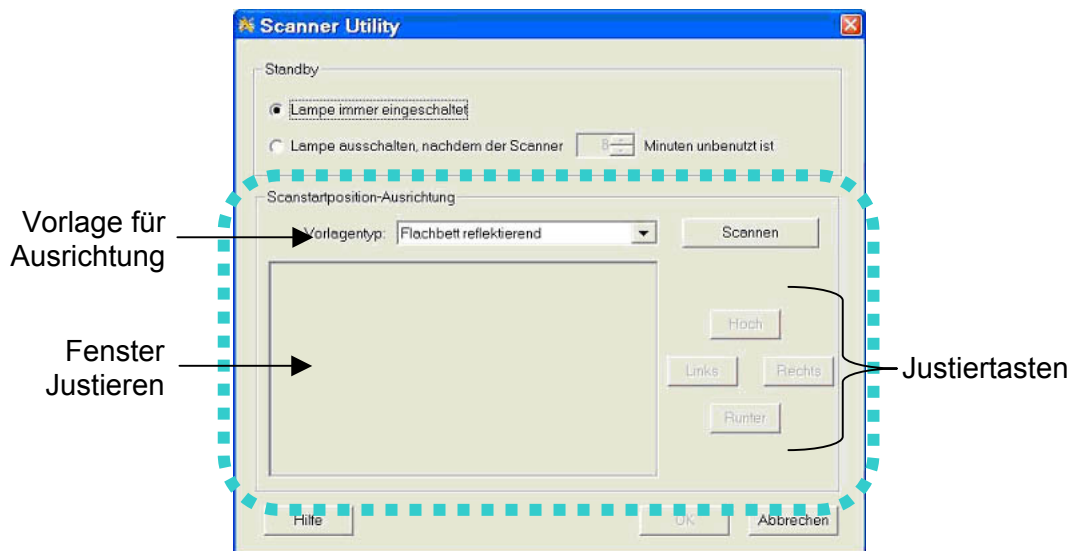 Scanner Utility
Standby
Lampe immer eingeschaltet
Lampe ausschalten, nachdem der Scanner 8 Minuten unbenutzt ist
Scanstartposition-Ausrichtung
Vorlage für
Ausrichtung
Vorlagentyp: Flachbett reflektierend
Scannen
Fenster
Justieren
Hoch
Links Rechts
Runter
Justiertasten
Hilfe OK Abbrechen